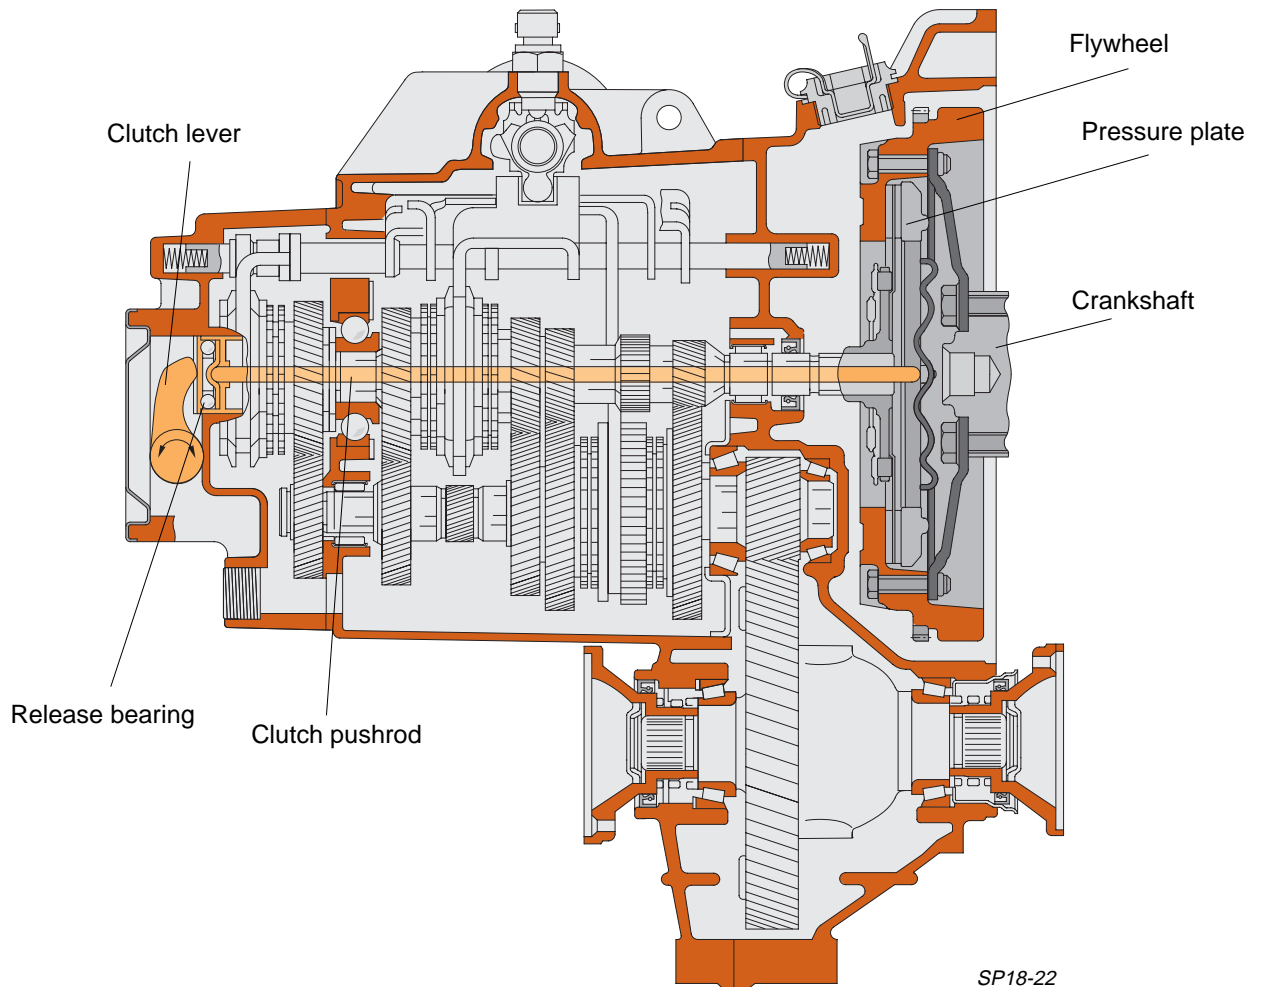 Flywheel
Clutch lever
Pressure plate
Crankshaft
Release bearing
Clutch pushrod
SP18-22